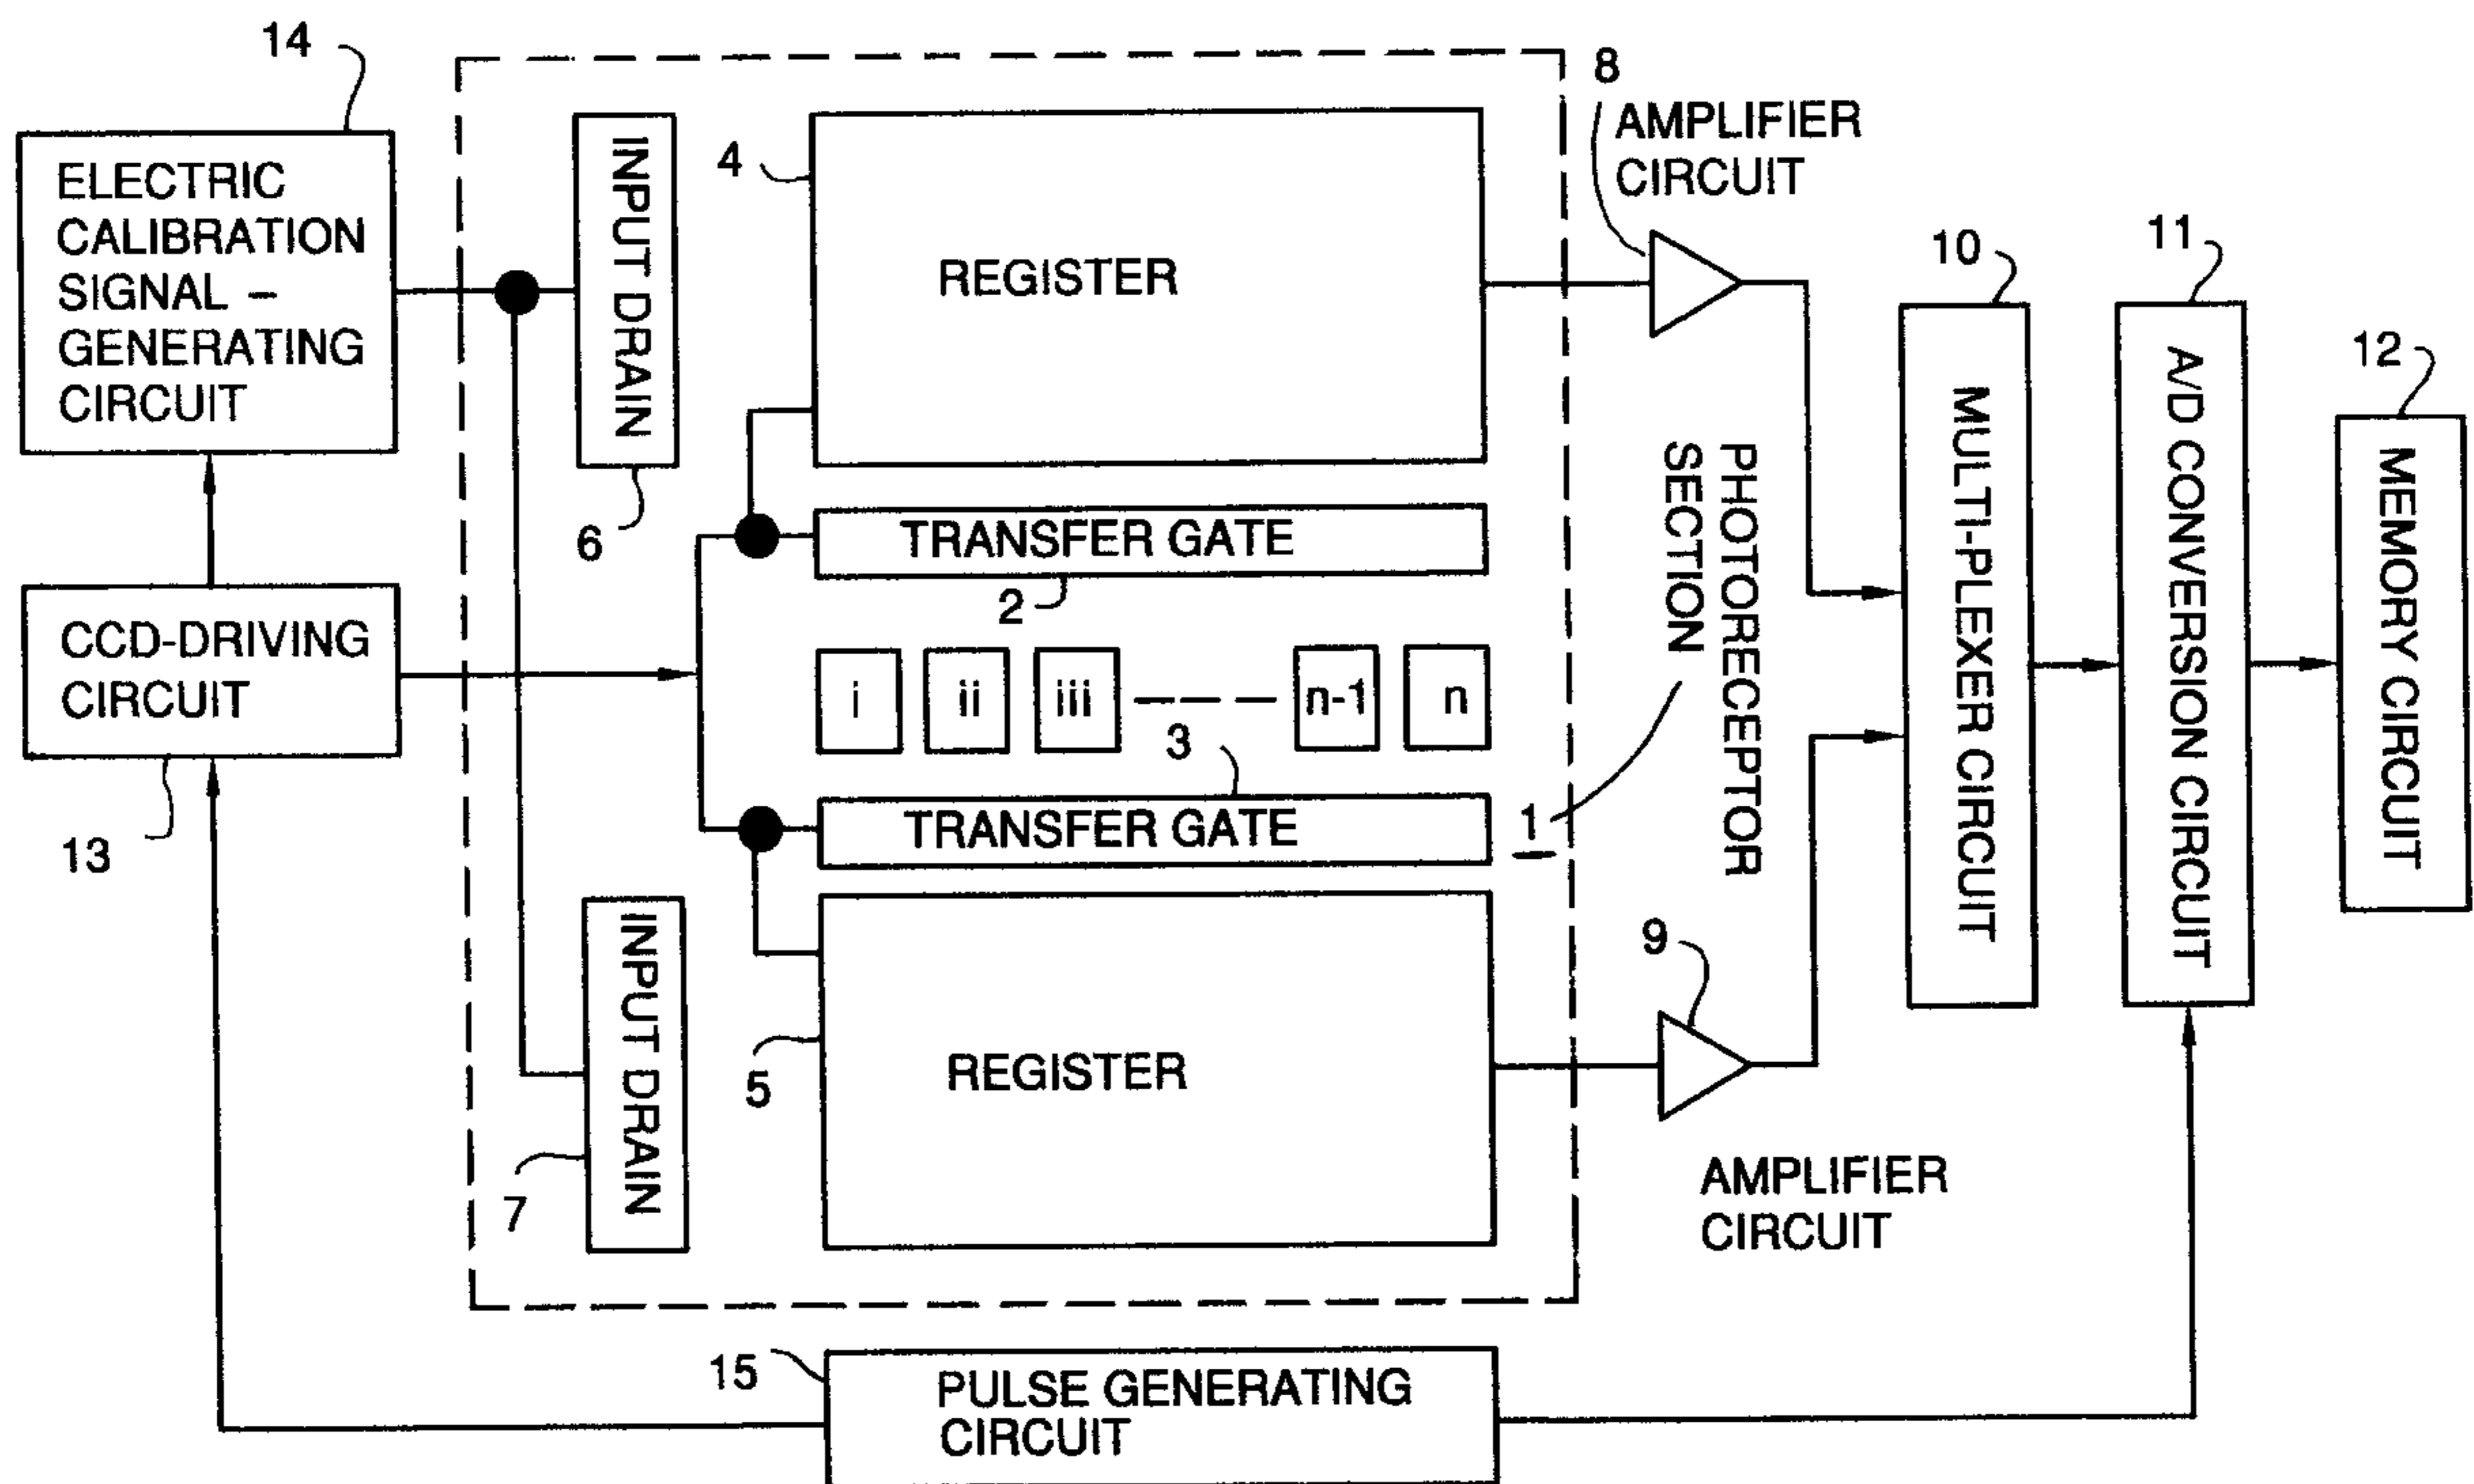 14
ELECTRIC
CALIBRATION
SIGNAL –
GENERATING
CIRCUIT
INPUT DRAIN
6
4
REGISTER
8
AMPLIFIER
CIRCUIT
10
11
12
MULTI-PLEXER CIRCUIT
A/D CONVERSION CIRCUIT
MEMORY CIRCUIT
TRANSFER GATE
2
CCD-DRIVING
CIRCUIT
13
i
ii
iii
n-1
n
PHOTORECEPTOR
SECTION
1
3
TRANSFER GATE
INPUT DRAIN
7
5
REGISTER
9
AMPLIFIER
CIRCUIT
15
PULSE GENERATING
CIRCUIT